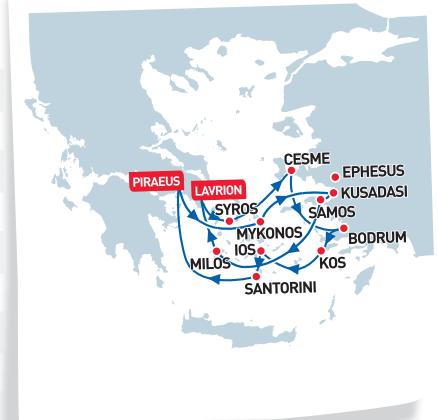 CESME
EPHESUS
PIRAEUS
LAVRION
KUSADASI
SYROS
SAMOS
MYKONOS
BODRUM
IOS
MILOS
KOS
SANTORINI